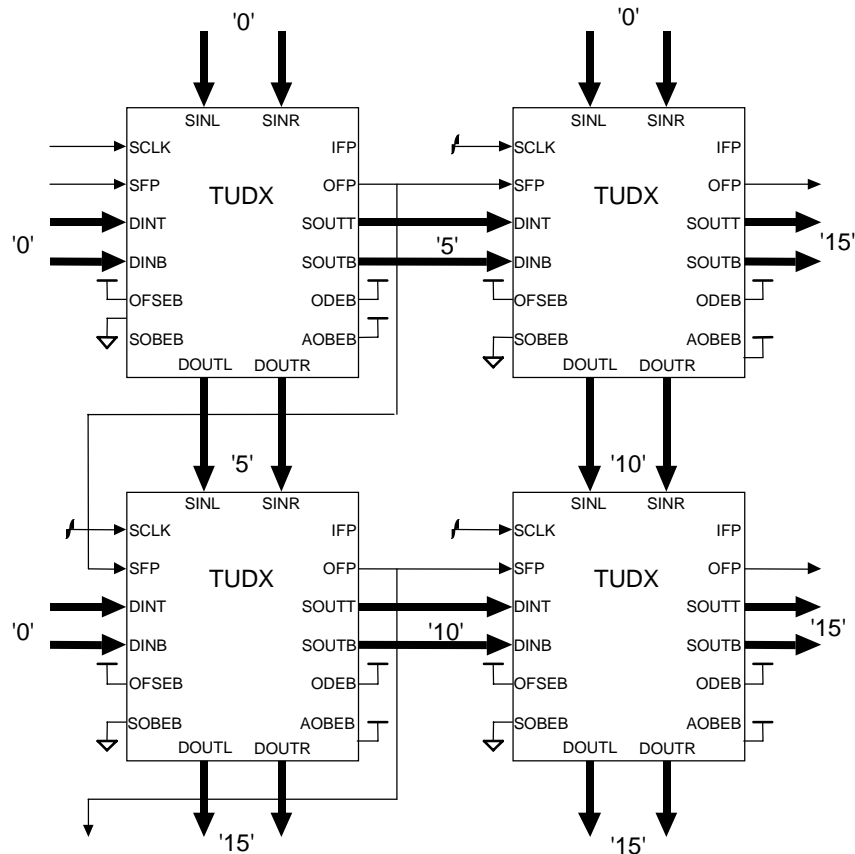 '0' '0'
SINL SINR SINL SINR
SCLK IFP SCLK IFP
SFP OFP SFP OFP
TUDX TUDX
DINT SOUTT DINT SOUTT
'0' '5' '15'
DINB SOUTB DINB SOUTB
OFSEB ODEB OFSEB ODEB
SOBEB AOBEB SOBEB AOBEB
DOUTL DOUTR DOUTL DOUTR
'5' '10'
SINL SINR SINL SINR
SCLK IFP SCLK IFP
SFP OFP SFP OFP
TUDX TUDX
DINT SOUTT DINT SOUTT
'0' '10' '15'
DINB SOUTB DINB SOUTB
OFSEB ODEB OFSEB ODEB
SOBEB AOBEB SOBEB AOBEB
DOUTL DOUTR DOUTL DOUTR
'15' '15'